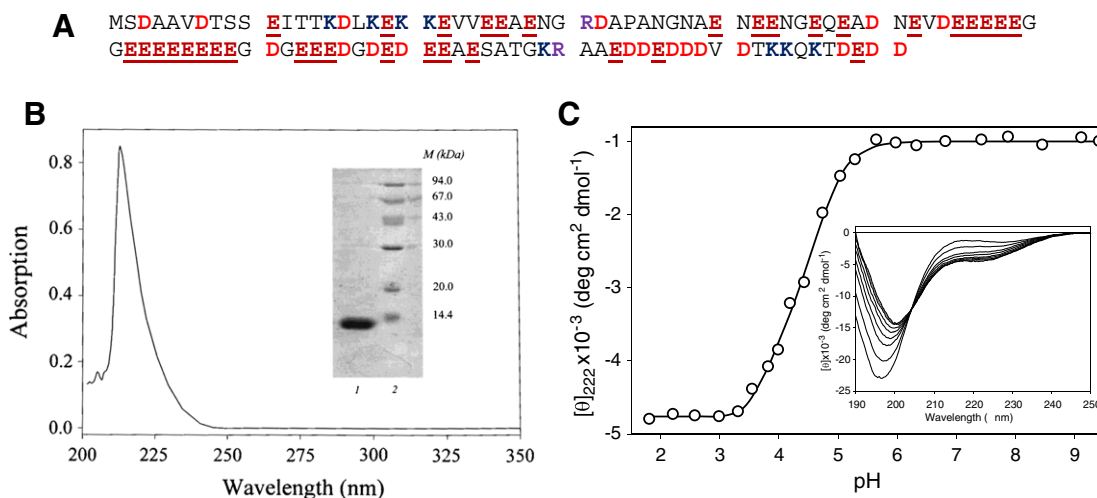 A
MSDAAVDTSS EITTKDLKEK KEVVEEAENG RDAPANGNAE NEENGEQEAD NEVDEEEEEG
GEEEEEEEEG DGEEEDGDED EEAESATGKR AAEDDEDDDV DTKKQKTDED D
B
Absorption
0.8
0.6
0.4
0.2
0.0
200 225 250 275 300 325 350
Wavelength (nm)
M (kDa)
94.0
67.0
43.0
30.0
20.0
14.4
1 2
C
[θ]222 x10-3 (deg cm2 dmol-1)
-1
-2
-4
-5
2 3 4 5 6 7 8 9
pH
[θ]x10-3 (deg cm2 dmol-1)
0
-5
-10
-15
-20
-25
190 200 210 220 230 240 250
Wavelength ( nm)